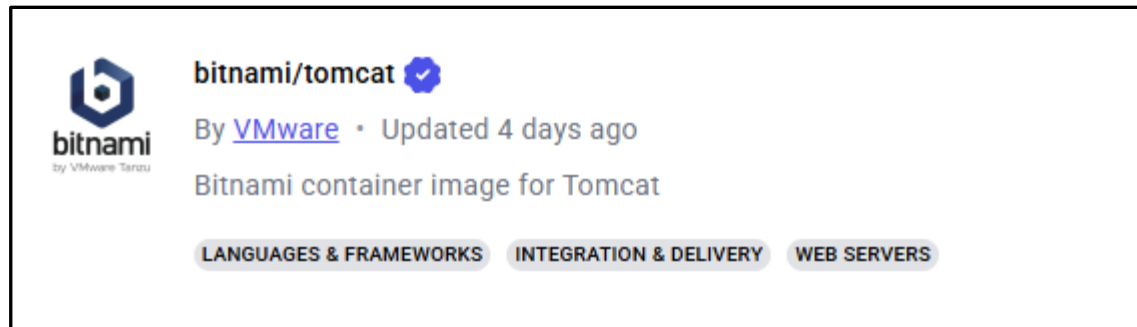 bitnami/tomcat
By VMware • Updated 4 days ago
bitnami
by VMware Tanzu
Bitnami container image for Tomcat
LANGUAGES & FRAMEWORKS INTEGRATION & DELIVERY WEB SERVERS